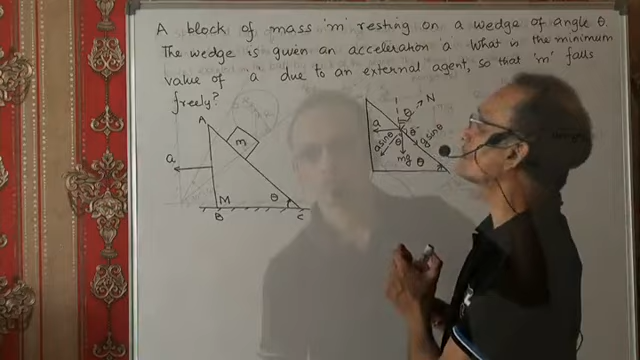 A block of mass 'm' resting on a wedge of angle θ.
The wedge is given an acceleration 'a'. What is the minimum
value of 'a' due to an external agent, so that 'm' falls
freely?
A
m
a
M
θ
B
C
a
θ
N
a sinθ
θ
θ
g sinθ
mg
θ